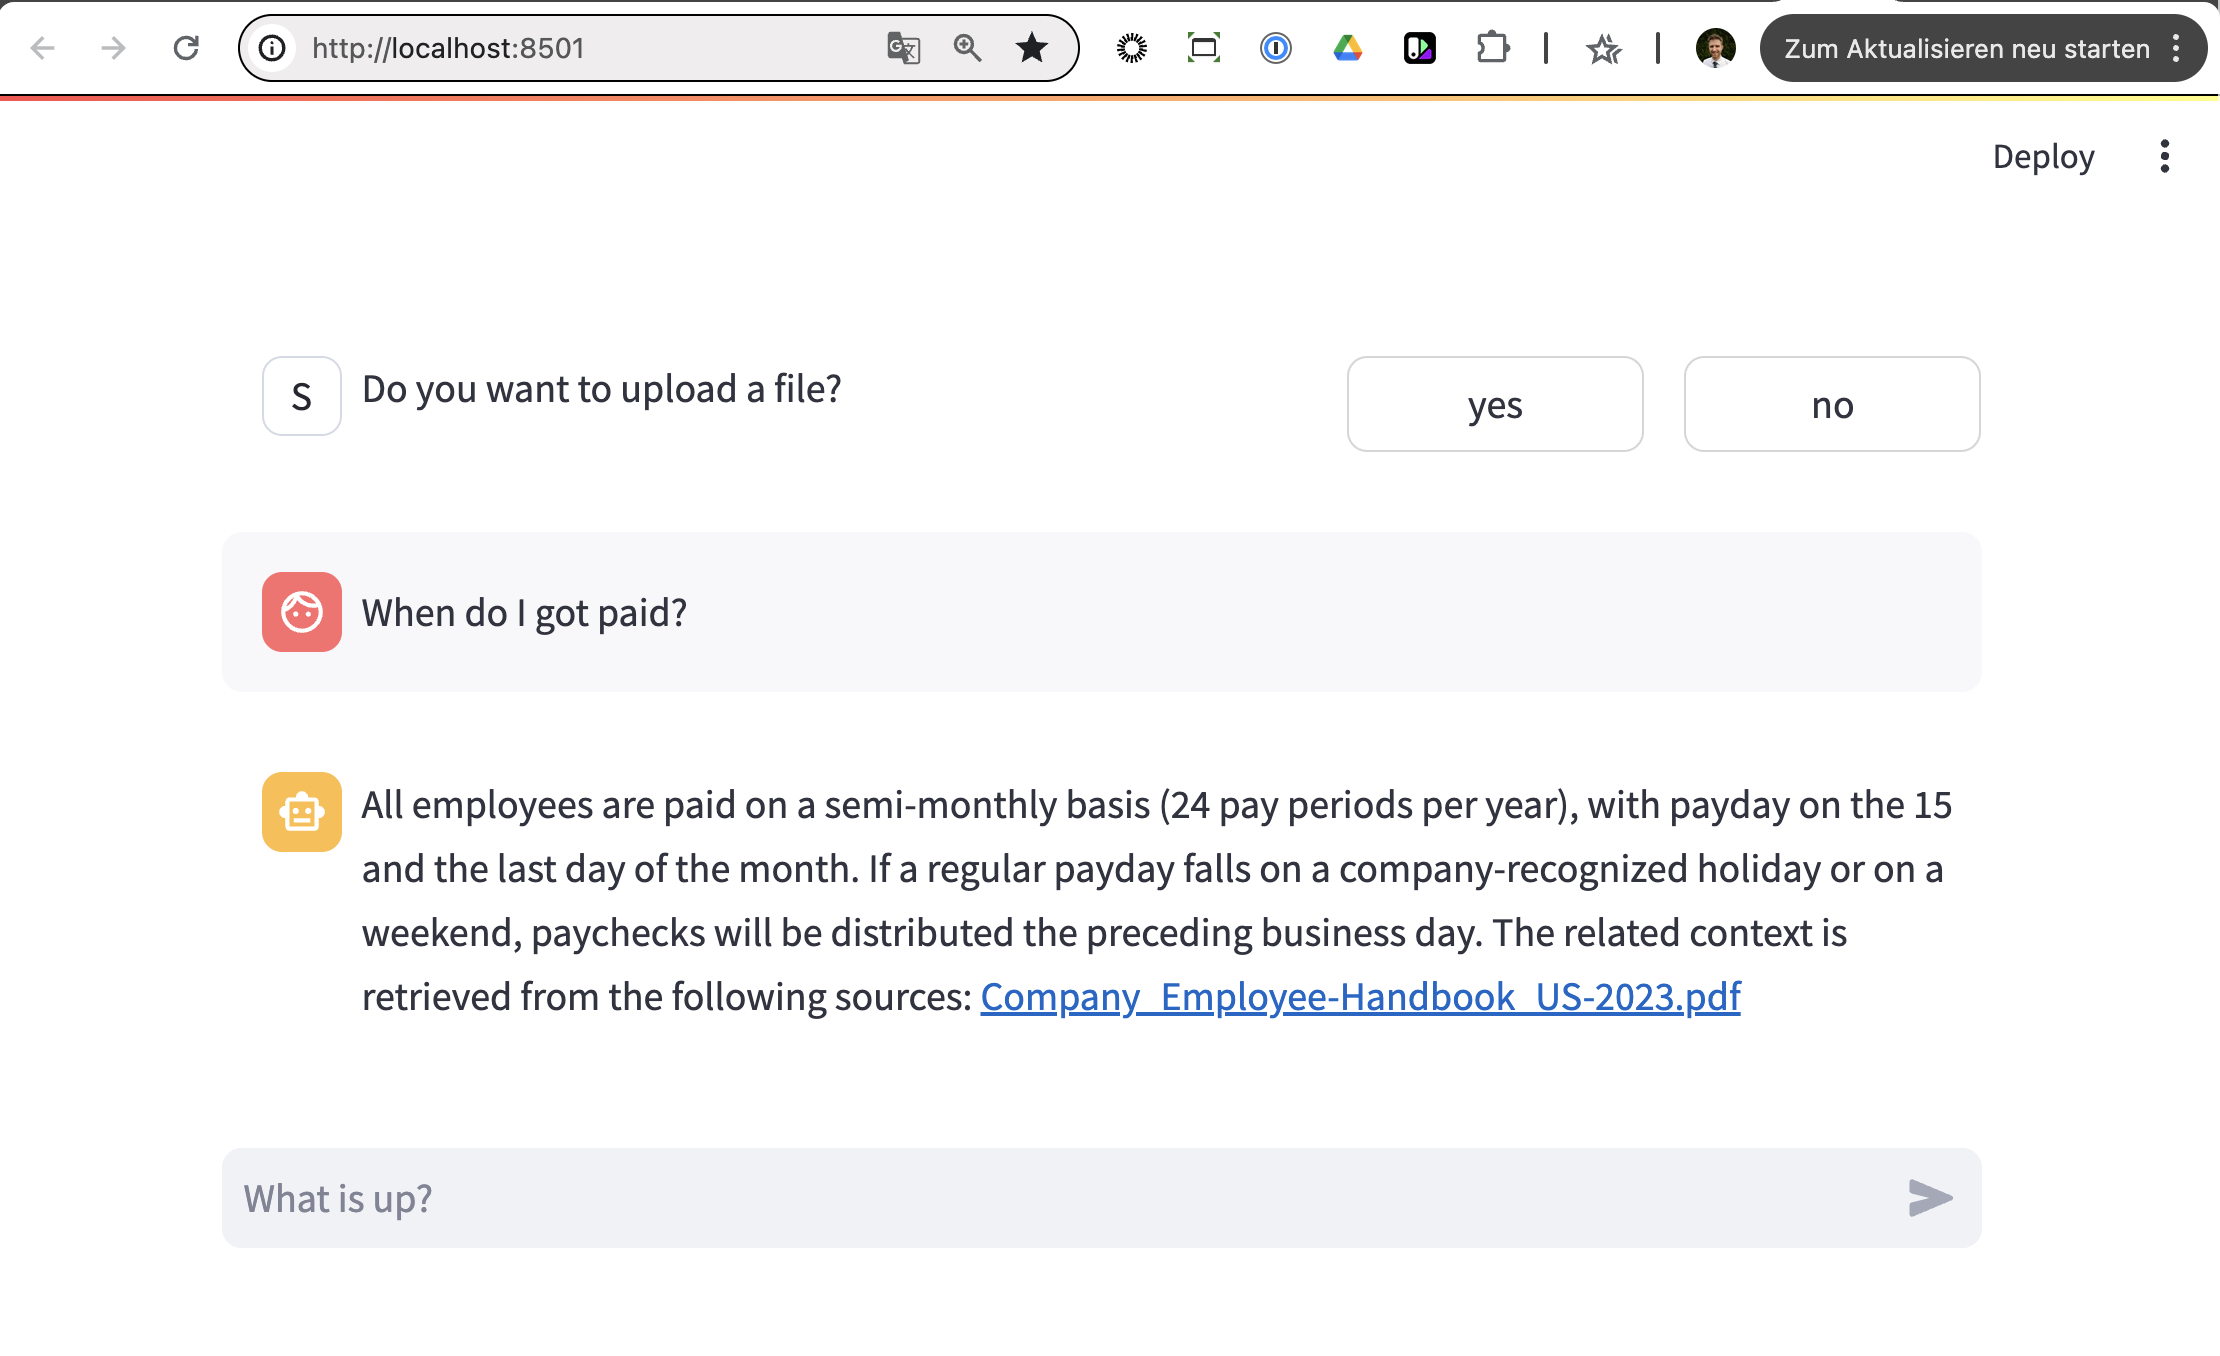 http://localhost:8501
Zum Aktualisieren neu starten
Deploy
S
Do you want to upload a file?
yes
no
When do I got paid?
All employees are paid on a semi-monthly basis (24 pay periods per year), with payday on the 15
and the last day of the month. If a regular payday falls on a company-recognized holiday or on a
weekend, paychecks will be distributed the preceding business day. The related context is
retrieved from the following sources: Company_Employee-Handbook_US-2023.pdf
What is up?